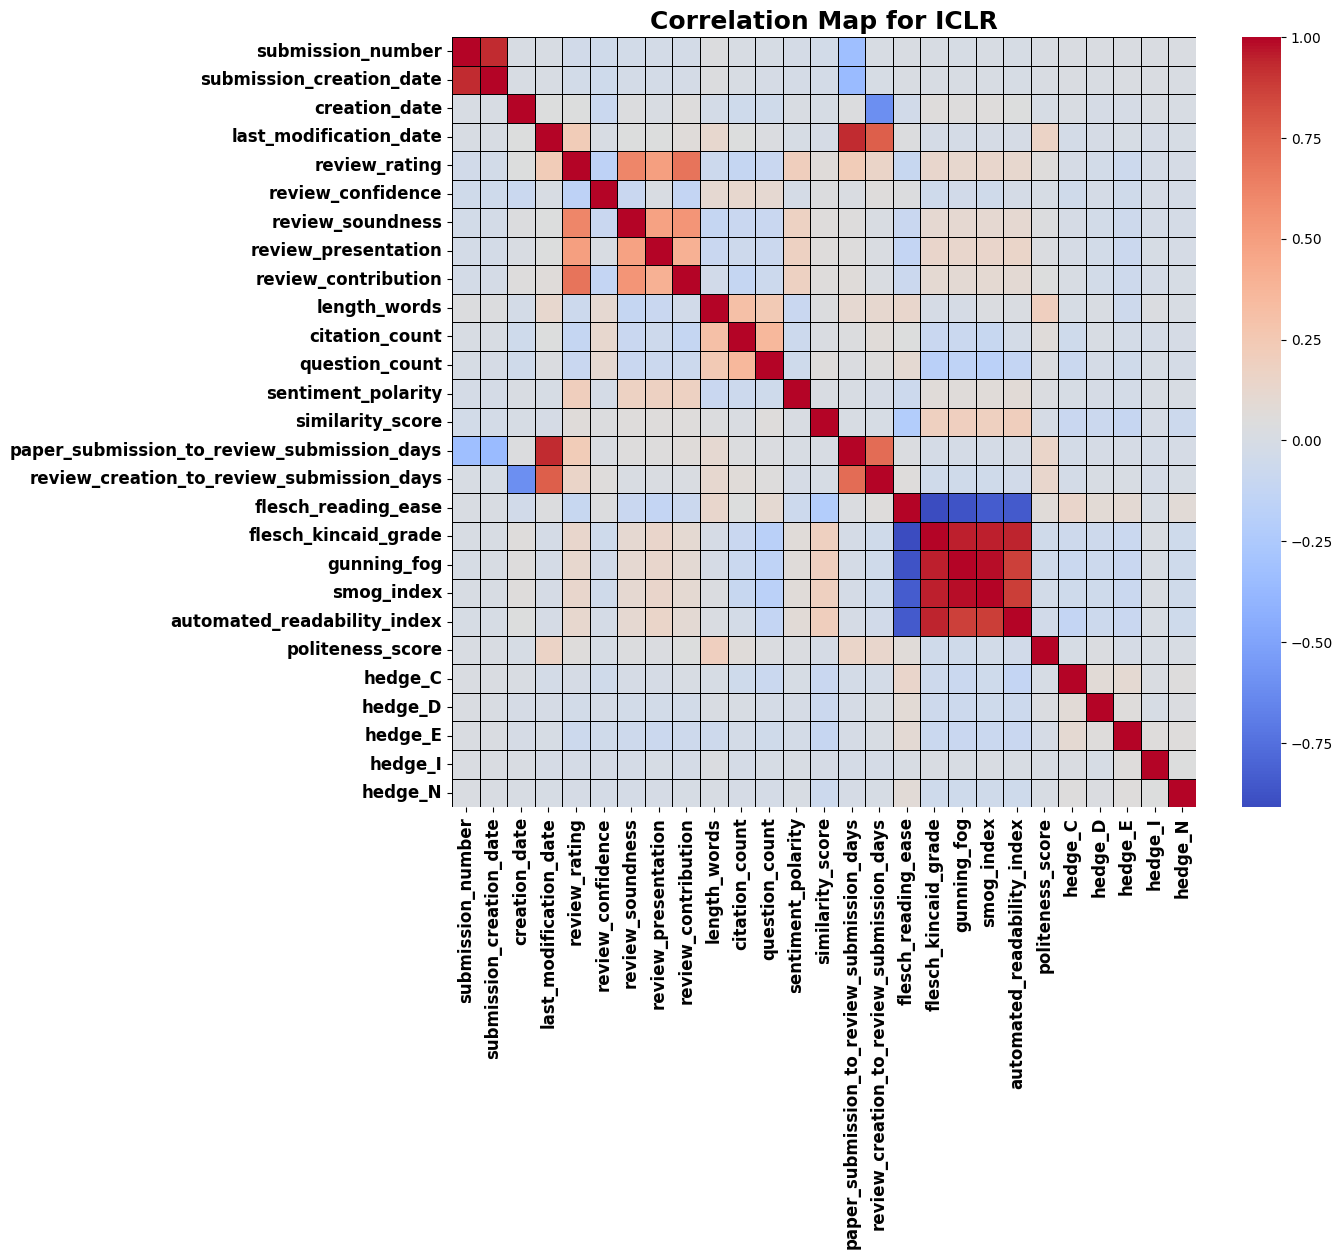 Correlation Map for ICLR
submission_number
submission_creation_date
creation_date
last_modification_date
review_rating
review_confidence
review_soundness
review_presentation
review_contribution
length_words
citation_count
question_count
sentiment_polarity
similarity_score
paper_submission_to_review_submission_days
review_creation_to_review_submission_days
flesch_reading_ease
flesch_kincaid_grade
gunning_fog
smog_index
automated_readability_index
politeness_score
hedge_C
hedge_D
hedge_E
hedge_I
hedge_N
submission_number
submission_creation_date
creation_date
last_modification_date
review_rating
review_confidence
review_soundness
review_presentation
review_contribution
length_words
citation_count
question_count
sentiment_polarity
similarity_score
paper_submission_to_review_submission_days
review_creation_to_review_submission_days
flesch_reading_ease
flesch_kincaid_grade
gunning_fog
smog_index
automated_readability_index
politeness_score
hedge_C
hedge_D
hedge_E
hedge_I
hedge_N
1.00
0.75
0.50
0.25
0.00
−0.25
−0.50
−0.75